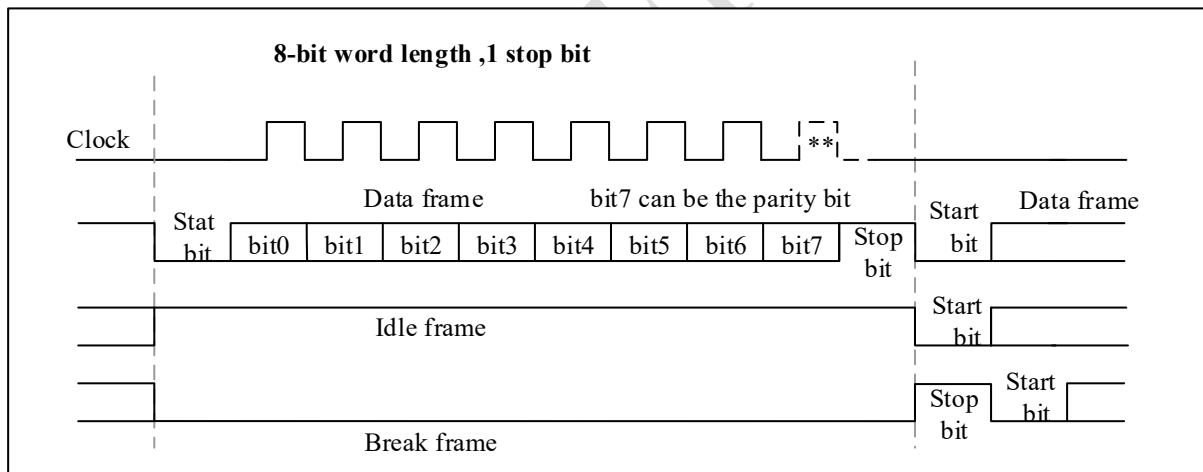 8-bit word length ,1 stop bit
Clock
**
Data frame bit7 can be the parity bit Data frame
Stat bit bit0 bit1 bit2 bit3 bit4 bit5 bit6 bit7 Stop bit Start bit
Idle frame Start bit
Break frame Stop bit Start bit